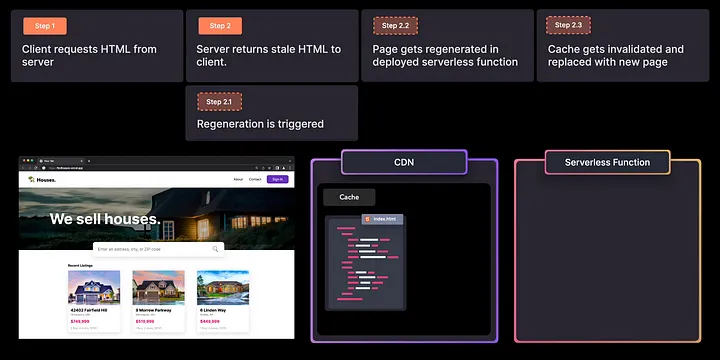 Step 1
Client requests HTML from
server
Step 2
Server returns stale HTML to
client.
Step 2.2
Page gets regenerated in
deployed serverless function
Step 2.3
Cache gets invalidated and
replaced with new page
Step 2.1
Regeneration is triggered
Houses.
About
Contact
Sign in
We sell houses.
Enter an address, city, or ZIP code
Recent Listings
42402 Fairfield Hill
$749,999
8 Morrow Parkway
$519,999
6 Linden Way
$449,999
CDN
Cache
index.html
Serverless Function